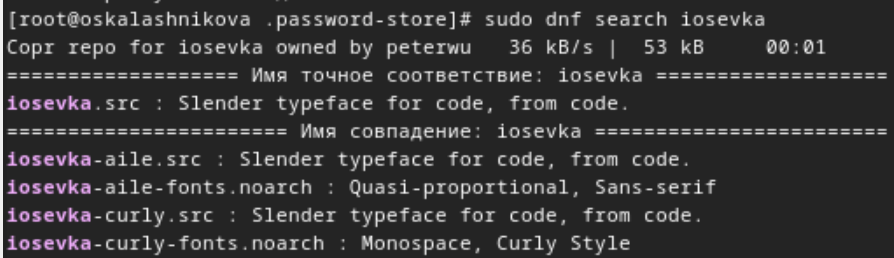 [root@oskalashnikova .password-store]# sudo dnf search iosevka
Copr repo for iosevka owned by peterwu   36 kB/s |  53 kB     00:01
=================== Имя точное соответствие: iosevka ===================
iosevka.src : Slender typeface for code, from code.
======================= Имя совпадение: iosevka ========================
iosevka-aile.src : Slender typeface for code, from code.
iosevka-aile-fonts.noarch : Quasi-proportional, Sans-serif
iosevka-curly.src : Slender typeface for code, from code.
iosevka-curly-fonts.noarch : Monospace, Curly Style